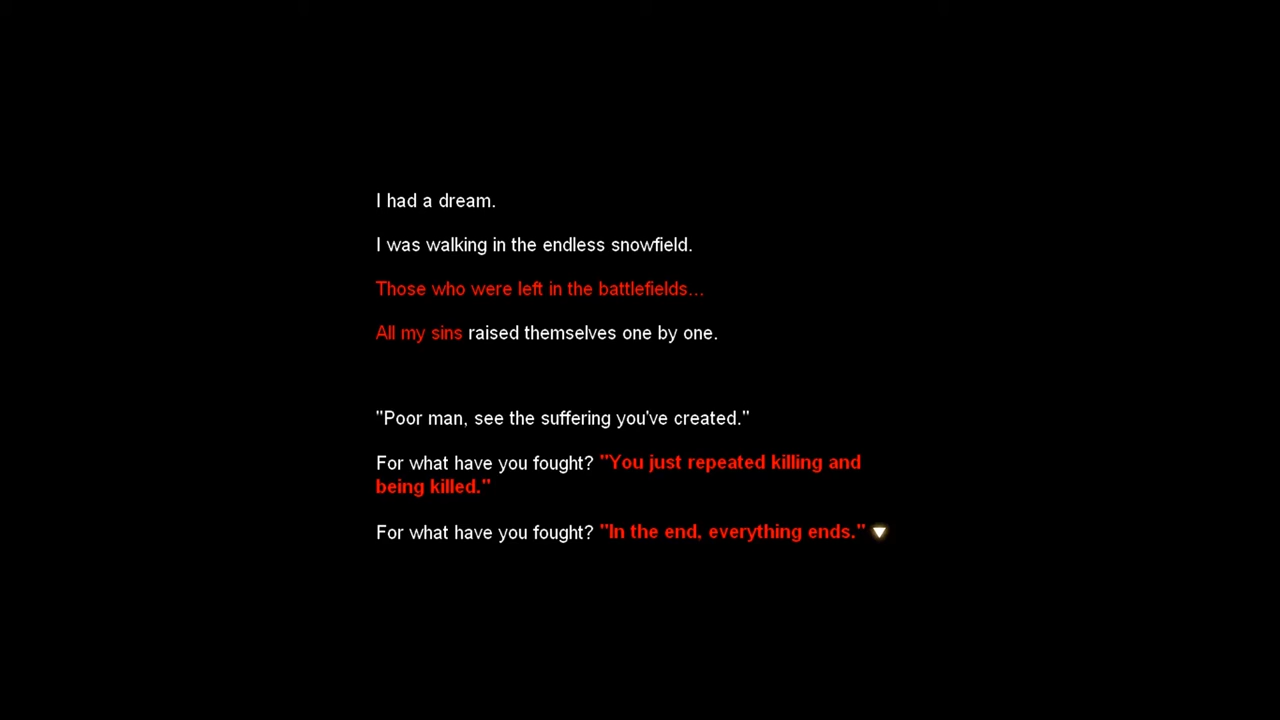 I had a dream.
I was walking in the endless snowfield.
Those who were left in the battlefields...
All my sins raised themselves one by one.
"Poor man, see the suffering you've created."
For what have you fought? "You just repeated killing and
being killed."
For what have you fought? "In the end, everything ends."